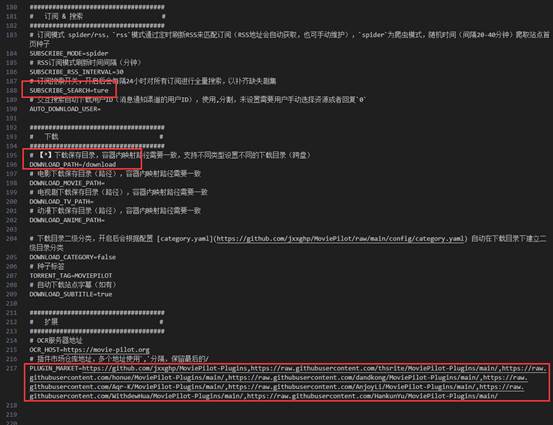 180 ####################################
181 # 订阅 & 搜索 #
182 ####################################
183 # 订阅模式 spider/rss，`rss`模式通过定时刷新RSS来匹配订阅（RSS地址会自动获取，也可手动维护），`spider`为爬虫模式，随机时间（间隔20-40分钟）爬取站点首
页种子
184 SUBSCRIBE_MODE=spider
185 # RSS订阅模式刷新时间间隔（分钟）
186 SUBSCRIBE_RSS_INTERVAL=30
187 # 订阅搜索开关，开启后会每隔24小时对所有订阅进行全量搜索，以补齐缺失剧集
188 SUBSCRIBE_SEARCH=ture
189 # 交互搜索自动下载用户ID（消息通知渠道的用户ID），使用,分割，未设置需要用户手动选择资源或者回复`0`
190 AUTO_DOWNLOAD_USER=
191
192 ####################################
193 # 下载 #
194 ####################################
195 # 【*】下载保存目录，容器内映射路径需要一致，支持不同类型设置不同的下载目录（跨盘）
196 DOWNLOAD_PATH=/download
197 # 电影下载保存目录（路径），容器内映射路径需要一致
198 DOWNLOAD_MOVIE_PATH=
199 # 电视剧下载保存目录（路径），容器内映射路径需要一致
200 DOWNLOAD_TV_PATH=
201 # 动漫下载保存目录（路径），容器内映射路径需要一致
202 DOWNLOAD_ANIME_PATH=
203
204 # 下载目录二级分类，开启后会根据配置 [category.yaml](https://github.com/jxxghp/MoviePilot/raw/main/config/category.yaml) 自动在下载目录下建立二
级目录分类
205 DOWNLOAD_CATEGORY=false
206 # 种子标签
207 TORRENT_TAG=MOVIEPILOT
208 # 自动下载站点字幕（如有）
209 DOWNLOAD_SUBTITLE=true
210
211 ####################################
212 # 扩展 #
213 ####################################
214 # OCR服务器地址
215 OCR_HOST=https://movie-pilot.org
216 # 插件市场仓库地址，多个地址使用`,`分隔，保留最后的/
217 PLUGIN_MARKET=https://github.com/jxxghp/MoviePilot-Plugins,https://raw.githubusercontent.com/thsrite/MoviePilot-Plugins/main/,https://raw.
githubusercontent.com/honue/MoviePilot-Plugins/main/,https://raw.githubusercontent.com/dandkong/MoviePilot-Plugins/main/,https://raw.
githubusercontent.com/Aqr-K/MoviePilot-Plugins/main/,https://raw.githubusercontent.com/AnjoyLi/MoviePilot-Plugins/main/,https://raw.
githubusercontent.com/WithdewHua/MoviePilot-Plugins/main/,https://raw.githubusercontent.com/HankunYu/MoviePilot-Plugins/main/
218
219
220